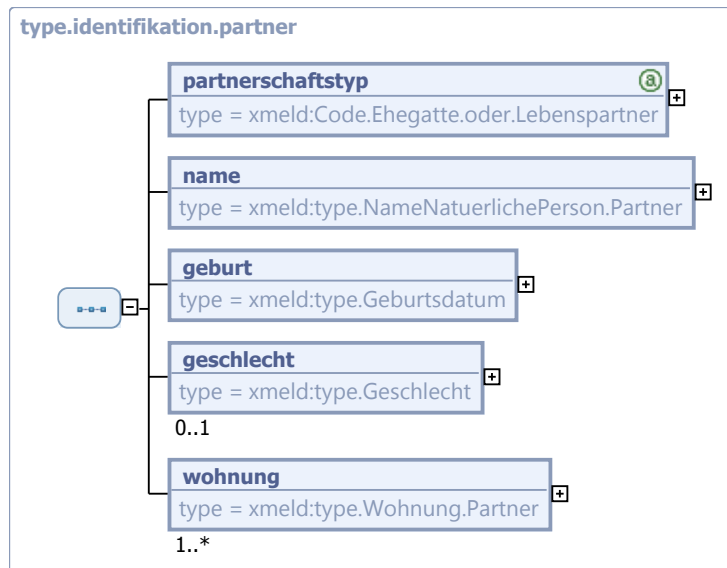 type.identifikation.partner
partnerschaftstyp
a
type = xmeld:Code.Ehegatte.oder.Lebenspartner
name
type = xmeld:type.NameNatuerlichePerson.Partner
geburt
type = xmeld:type.Geburtsdatum
geschlecht
type = xmeld:type.Geschlecht
0..1
wohnung
type = xmeld:type.Wohnung.Partner
1..*